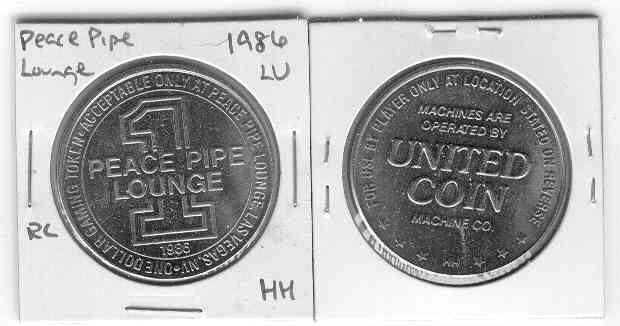 Peace Pipe
Lounge
1986
LU
ACCEPTABLE ONLY AT PEACE PIPE LOUNGE•LAS VEGAS, NV•ONE DOLLAR GAMING TOKEN•
1
PEACE PIPE
LOUNGE
1986
RC
HH
FOR USE BY PLAYER ONLY AT LOCATION STATED ON REVERSE
MACHINES ARE
OPERATED BY
UNITED
COIN
MACHINE CO.
HH